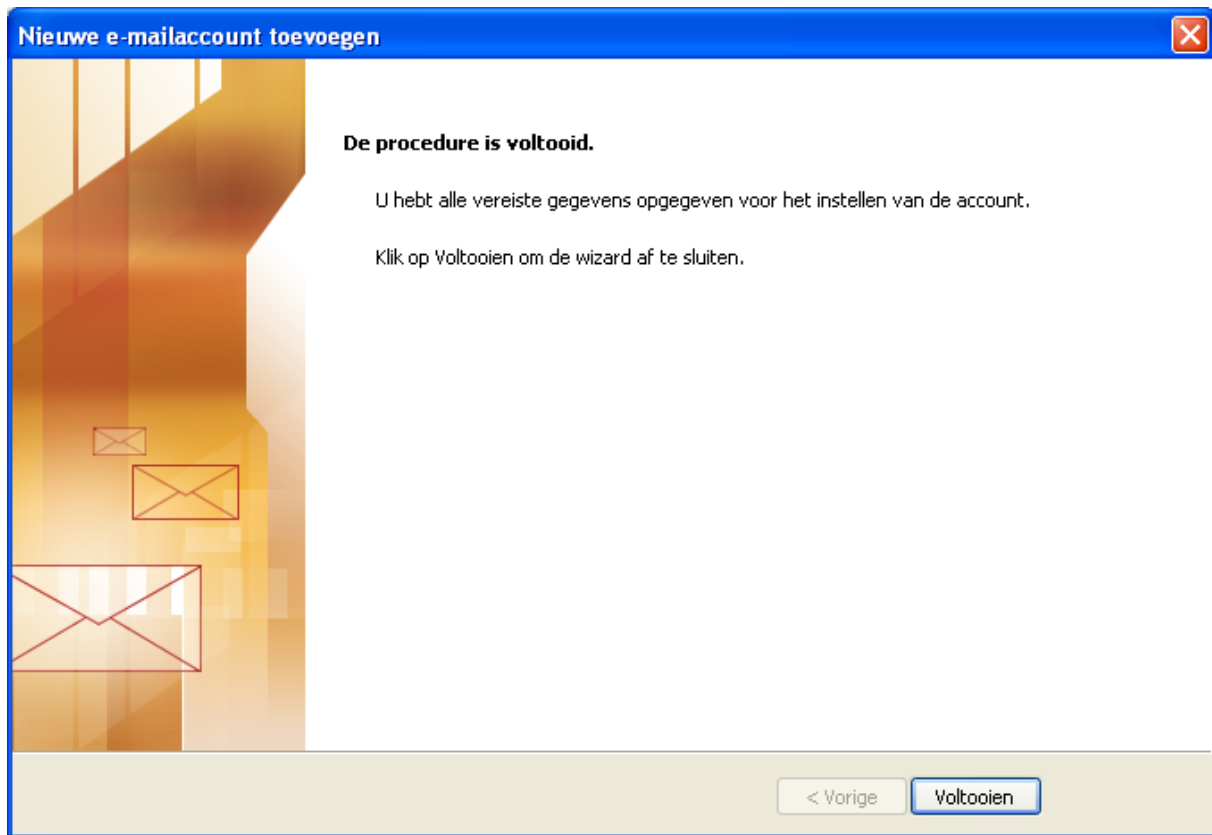 Nieuwe e-mailaccount toevoegen
De procedure is voltooid.
U hebt alle vereiste gegevens opgegeven voor het instellen van de account.
Klik op Voltooien om de wizard af te sluiten.
< Vorige
Voltooien